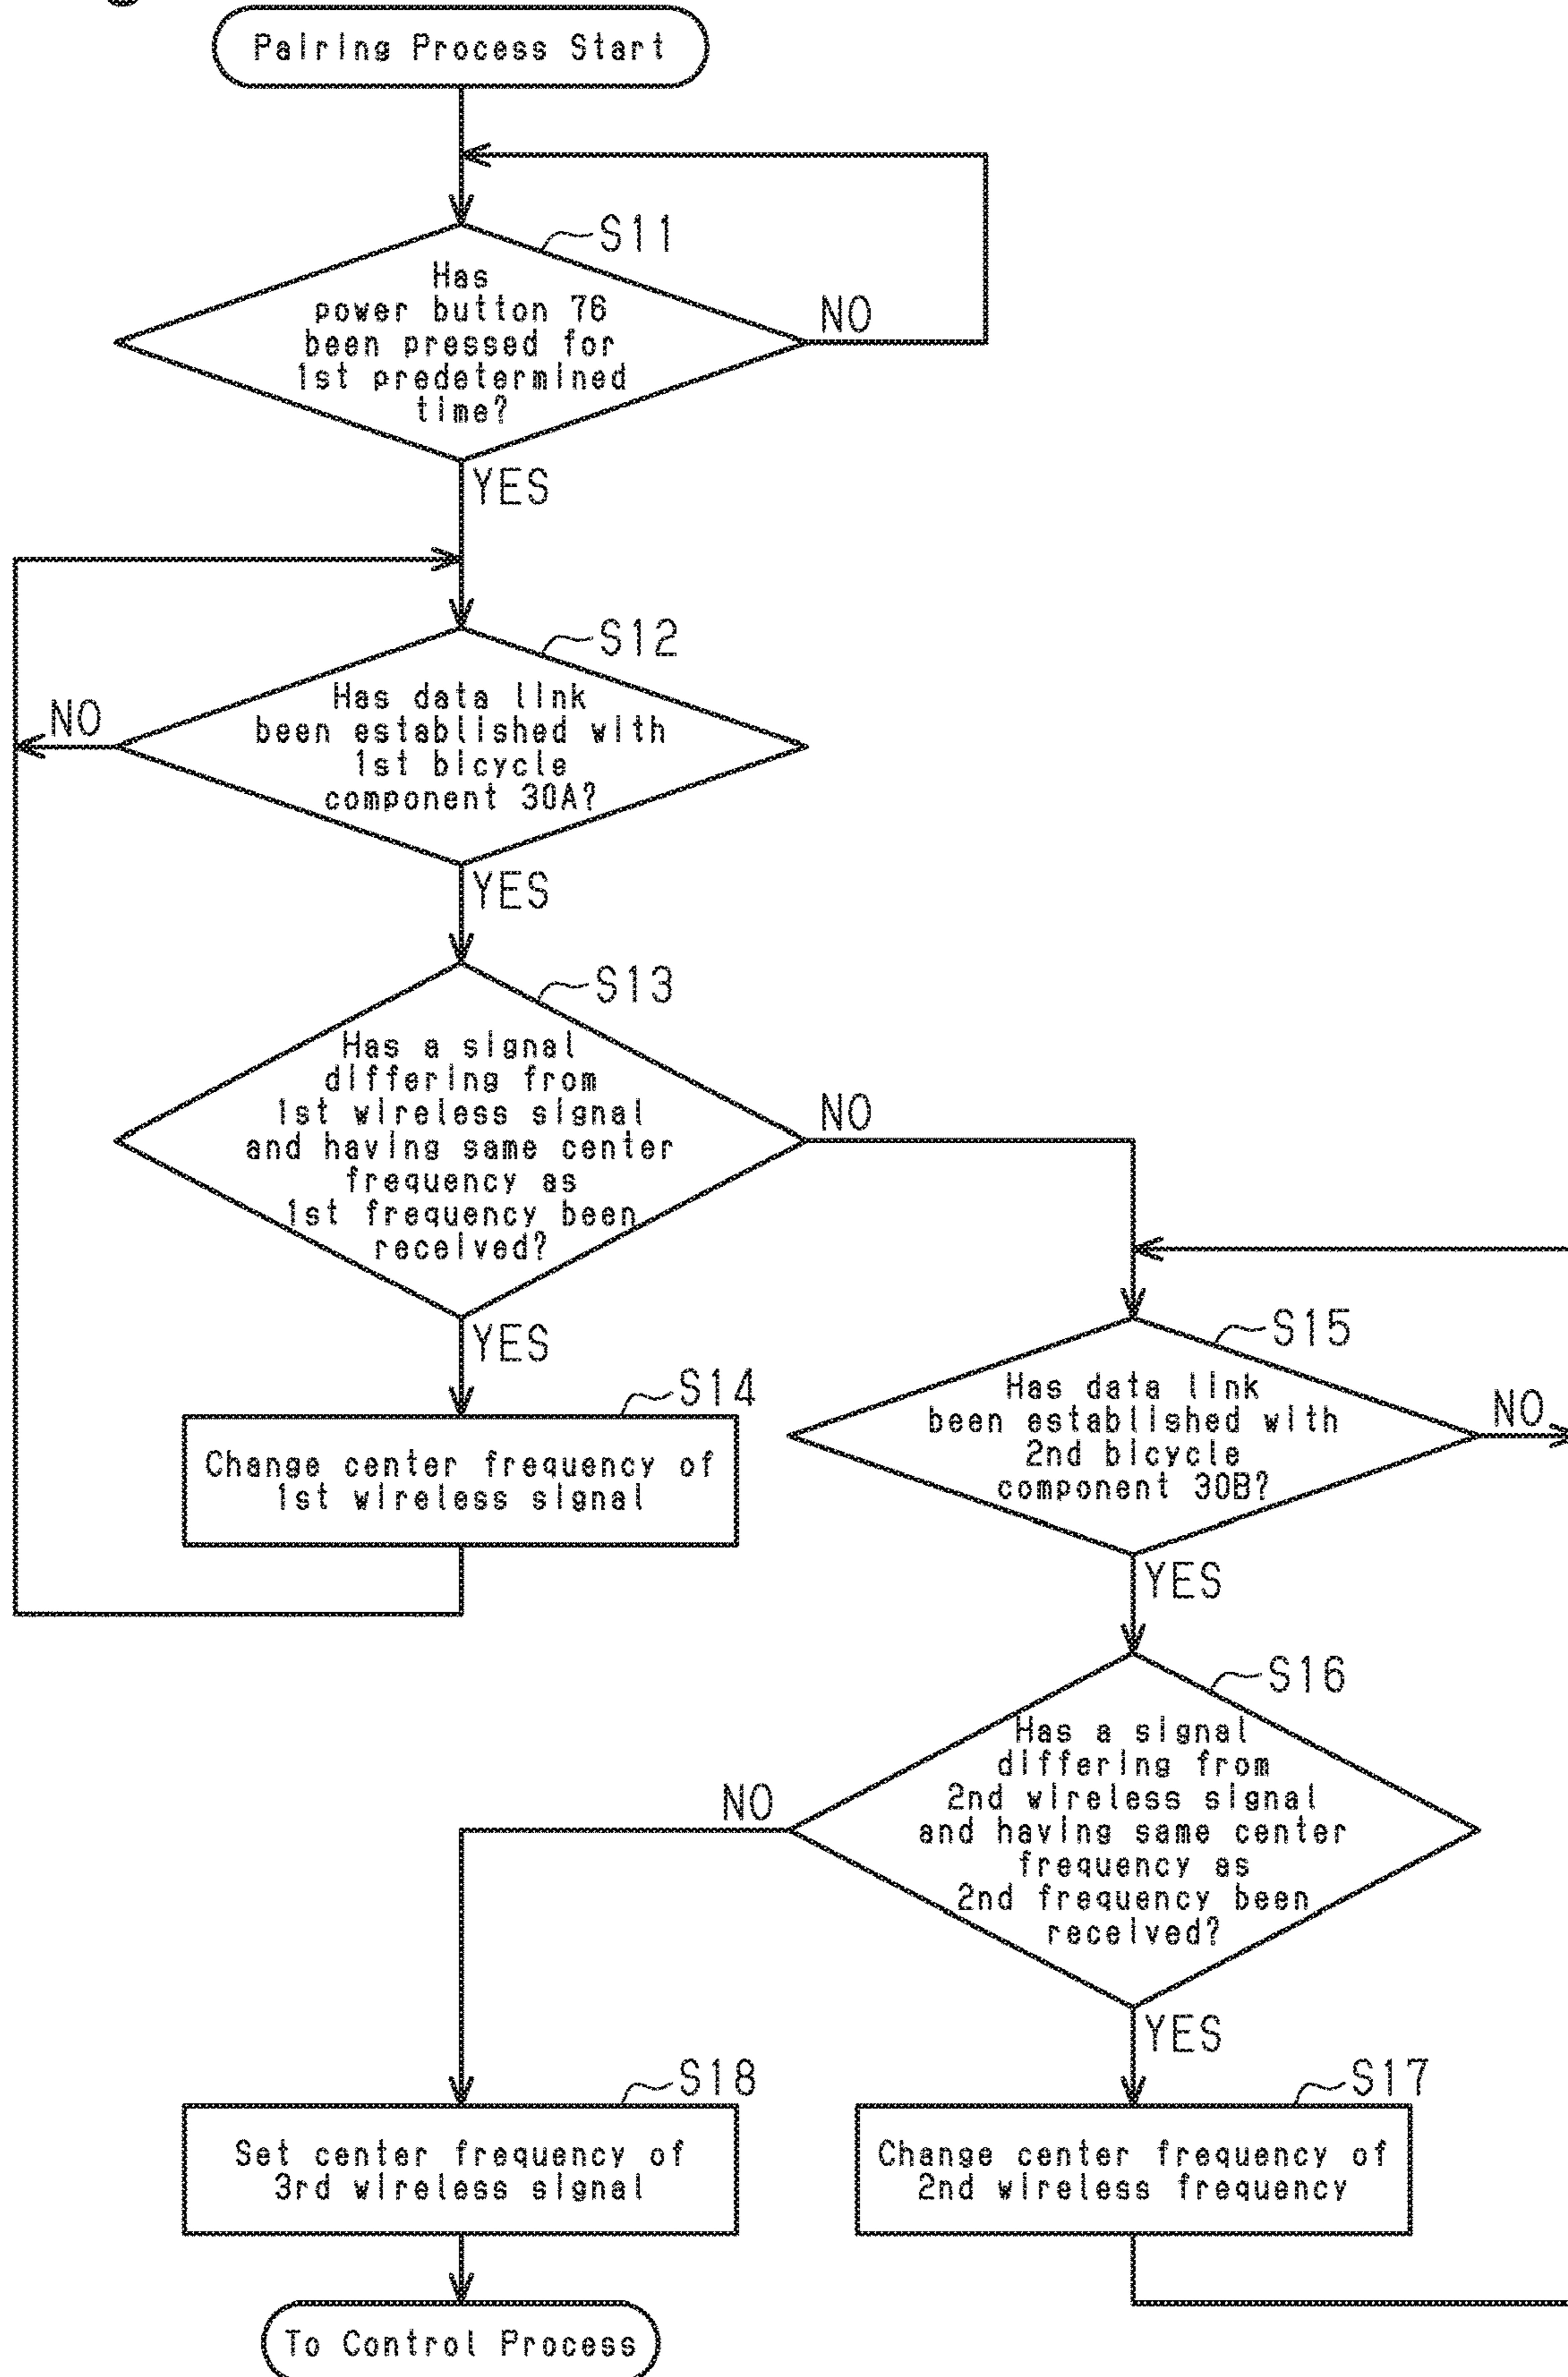 Pairing Process Start
S11
Has
power button 76
been pressed for
1st predetermined
time?
NO
YES
S12
Has data link
been established with
1st bicycle
component 30A?
NO
YES
S13
Has a signal
differing from
1st wireless signal
and having same center
frequency as
1st frequency been
received?
NO
YES
S14
Change center frequency of
1st wireless signal
S15
Has data link
been established with
2nd bicycle
component 30B?
NO
YES
S16
Has a signal
differing from
2nd wireless signal
and having same center
frequency as
2nd frequency been
received?
NO
YES
S18
Set center frequency of
3rd wireless signal
S17
Change center frequency of
2nd wireless frequency
To Control Process